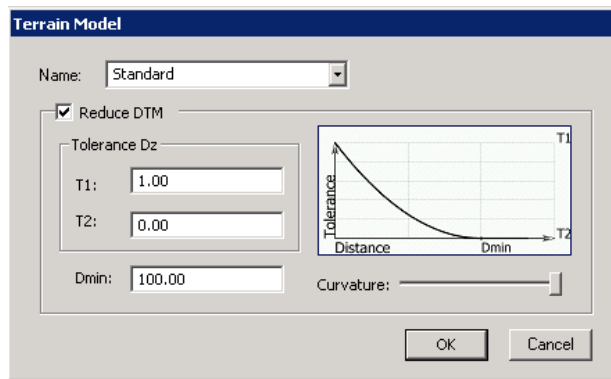 Terrain Model
Name: Standard
Reduce DTM
Tolerance Dz
T1: 1.00
T2: 0.00
Dmin: 100.00
T1
Tolerance
T2
Distance Dmin
Curvature:
OK Cancel